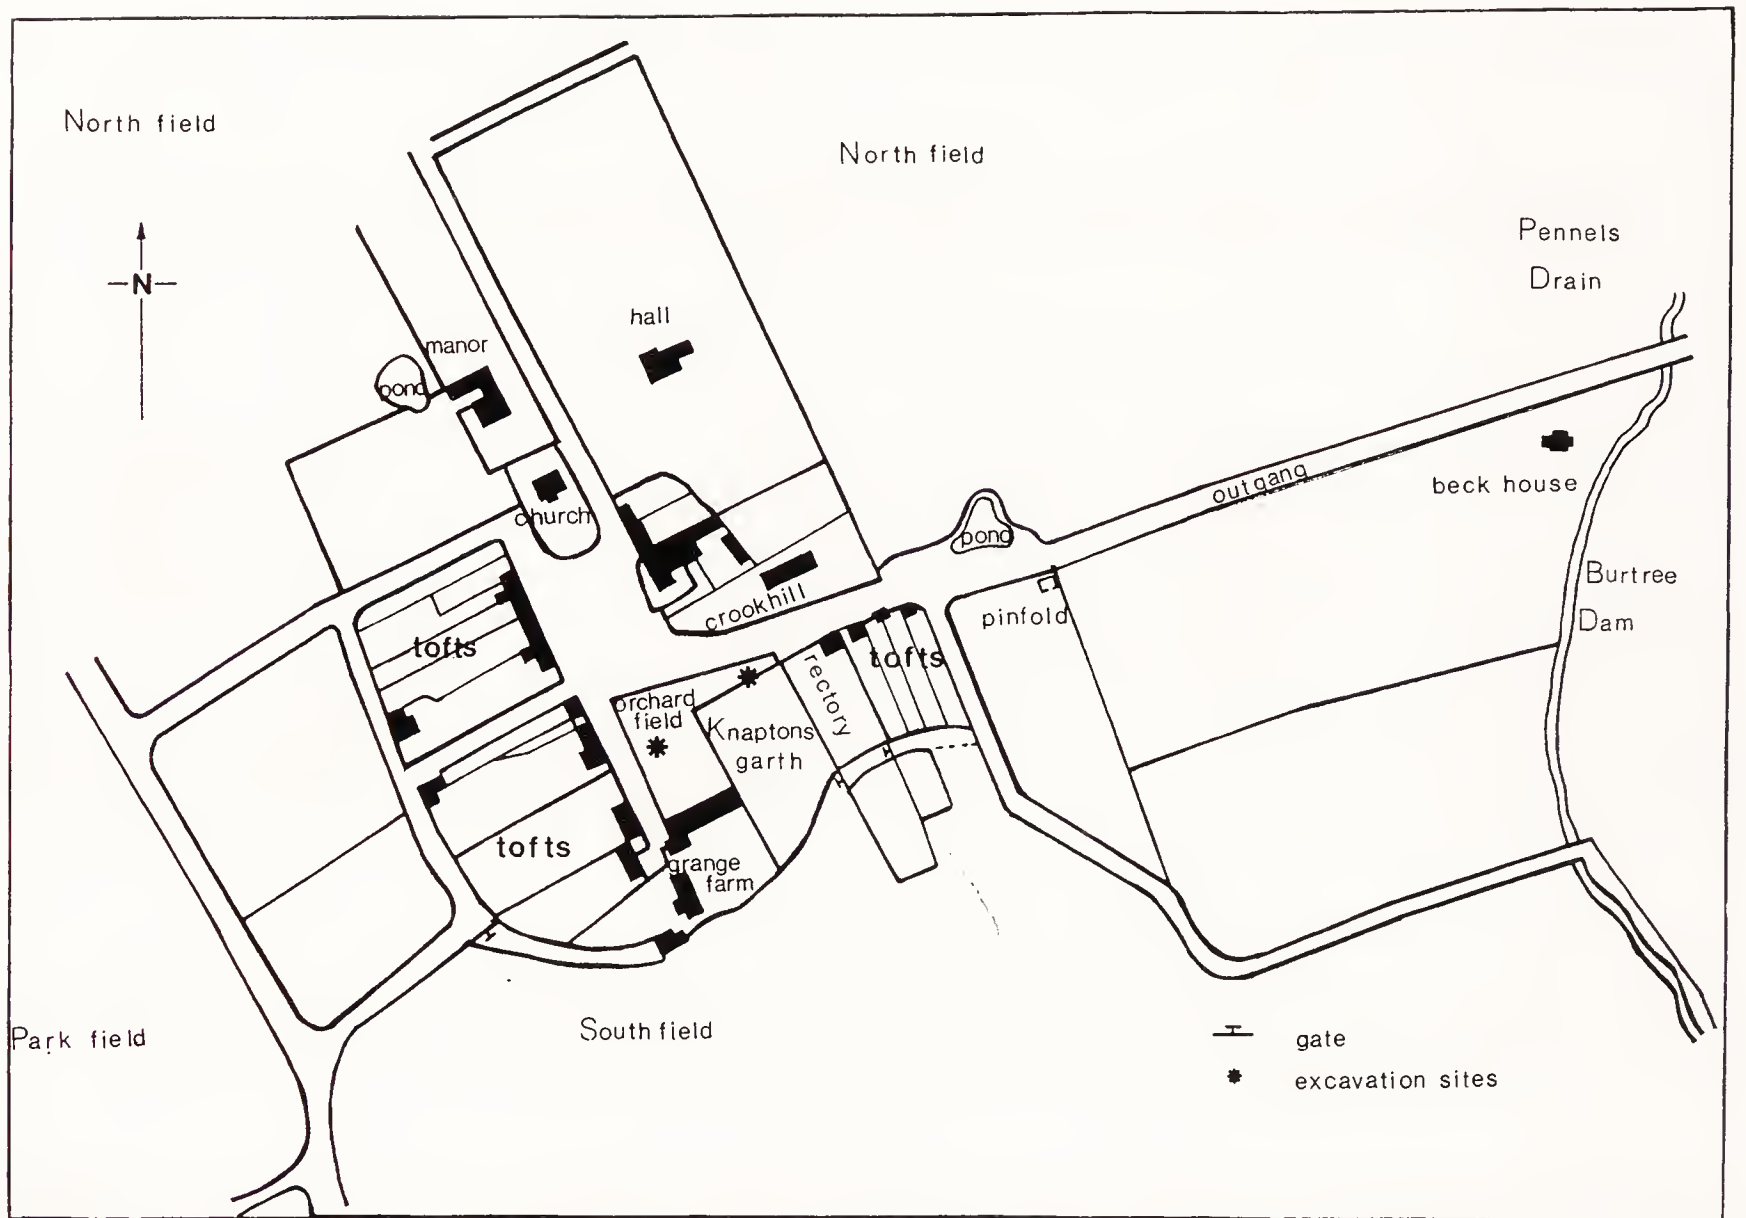 North field
North field
Pennels
Drain
N
hall
manor
pond
outgang
beck house
church
pond
crookhill
pinfold
Burtree
Dam
tofts
tofts
rectory
orchard
field
Knaptons
garth
tofts
grange
farm
South field
Park field
gate
excavation sites